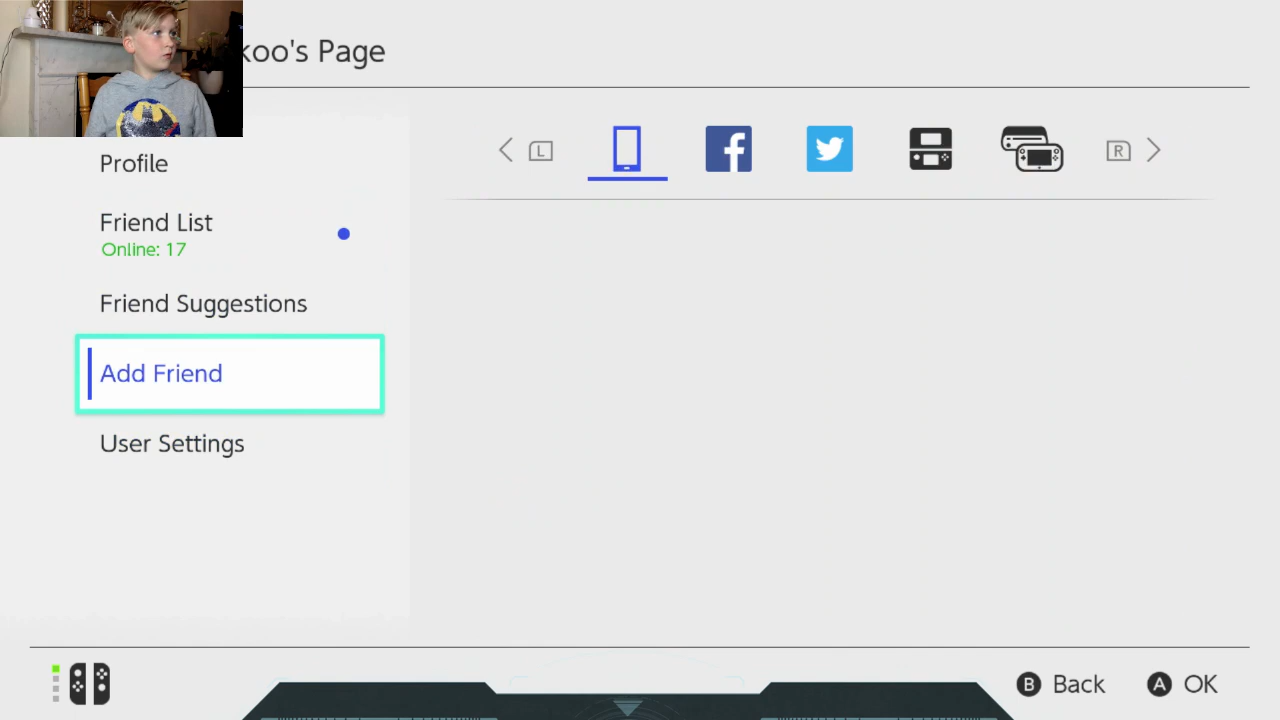 koo's Page
L
R
Profile
Friend List
Online: 17
Friend Suggestions
Add Friend
User Settings
B Back
A OK